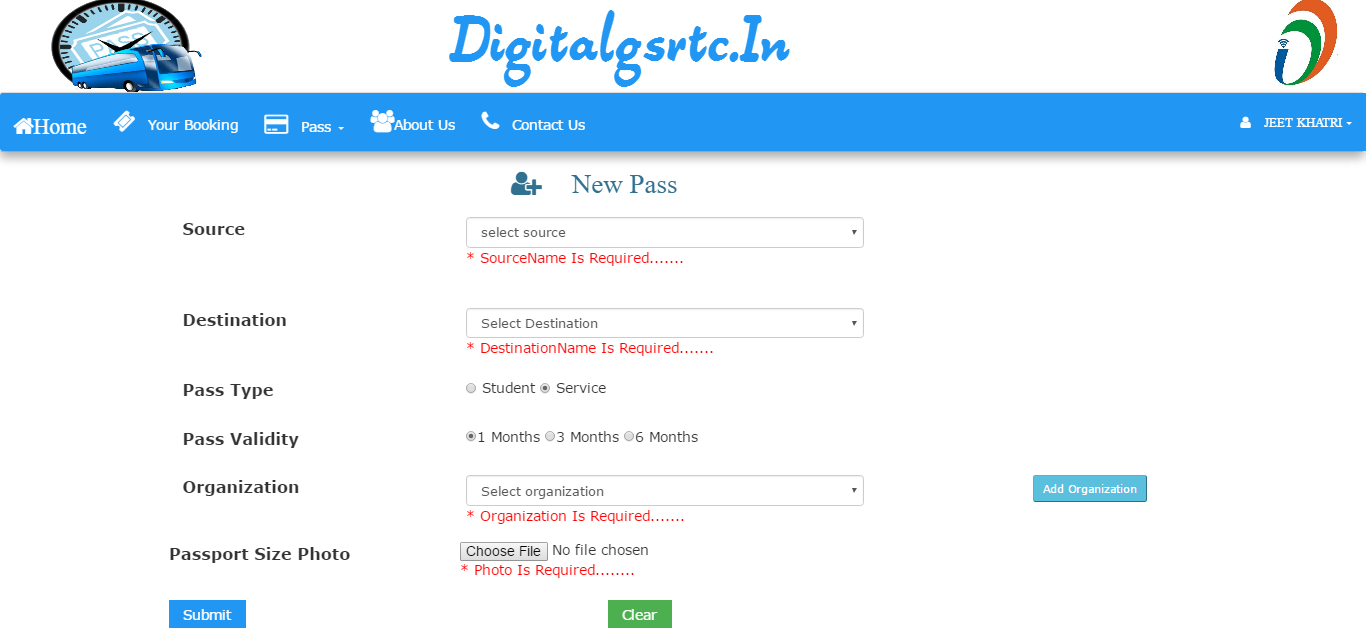 PASS
Digitalgsrtc.In
Home Your Booking Pass About Us Contact Us JEET KHATRI
New Pass
Source select source
* SourceName Is Required.......
Destination Select Destination
* DestinationName Is Required.......
Pass Type Student Service
Pass Validity 1 Months 3 Months 6 Months
Organization Select organization Add Organization
* Organization Is Required.......
Passport Size Photo Choose File No file chosen
* Photo Is Required........
Submit Clear